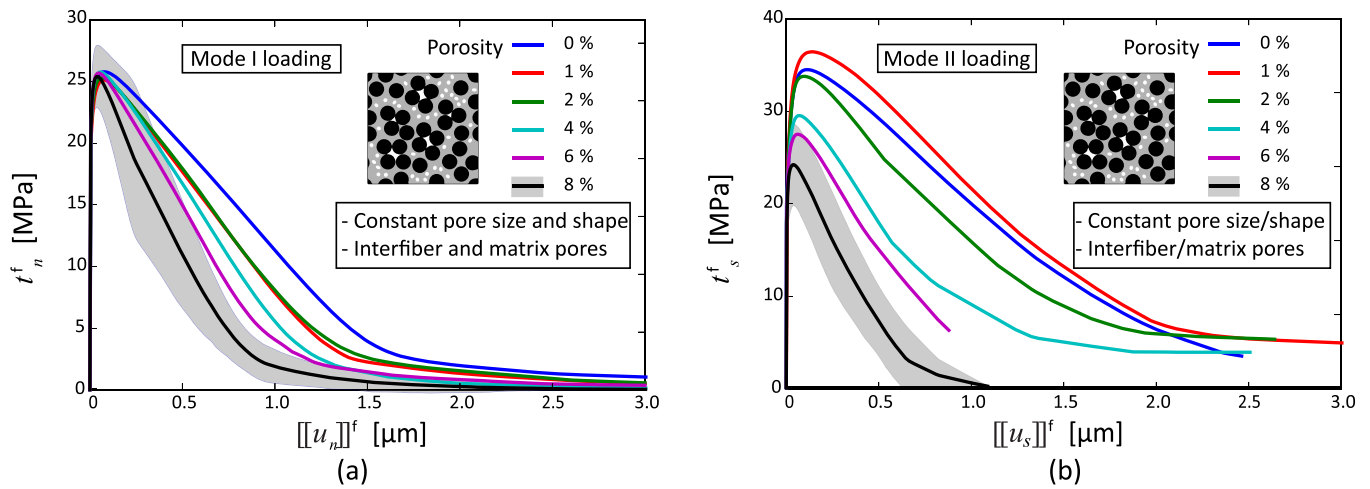 30
25
20
15
10
5
0
t_n^f [MPa]
Mode I loading
Porosity
0 %
1 %
2 %
4 %
6 %
8 %
- Constant pore size and shape
- Interfiber and matrix pores
0 0.5 1.0 1.5 2.0 2.5 3.0
[[u_n]]^f [μm]
(a)
40
30
20
10
0
t_s^f [MPa]
Mode II loading
Porosity
0 %
1 %
2 %
4 %
6 %
8 %
- Constant pore size/shape
- Interfiber/matrix pores
0 0.5 1.0 1.5 2.0 2.5 3.0
[[u_s]]^f [μm]
(b)